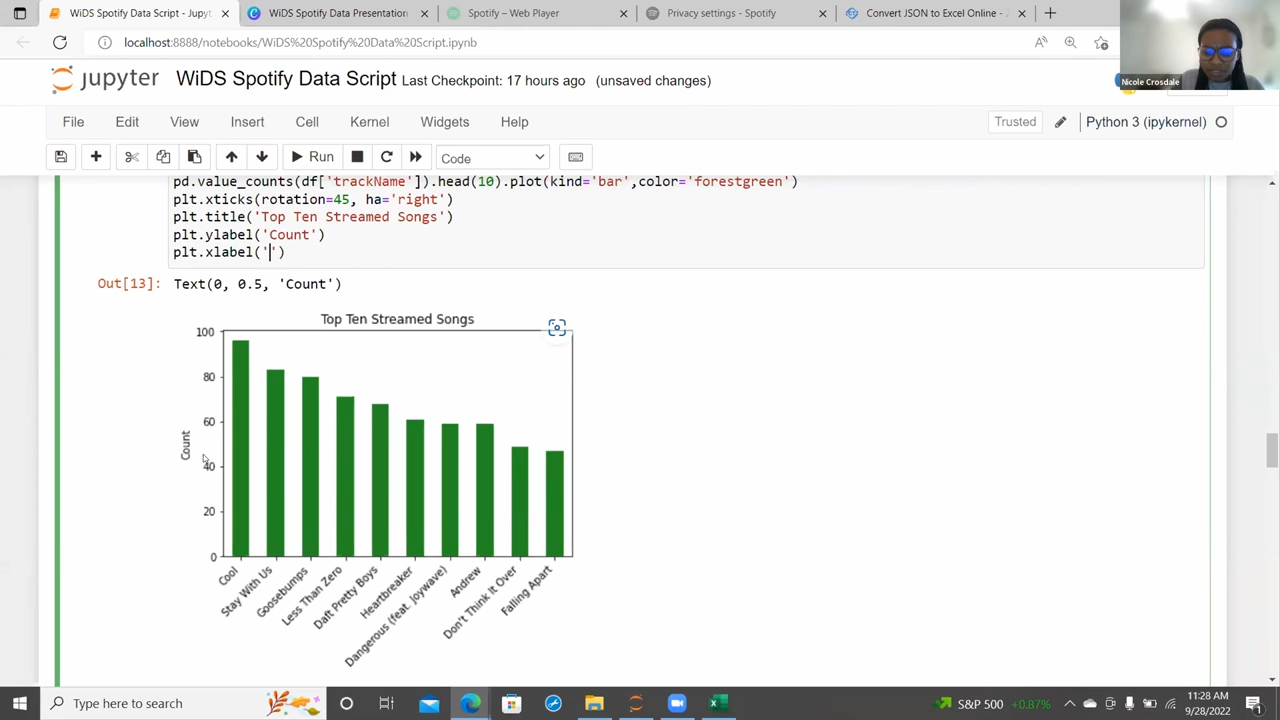 WiDS Spotify Data Script - Jupyt
WiDS Spotify Data Presentation
Spotify – Web Player
Privacy settings - Spotify
Convert JSON to Excel Online -
localhost:8888/notebooks/WiDS%20Spotify%20Data%20Script.ipynb
Nicole Crosdale
jupyter WiDS Spotify Data Script Last Checkpoint: 17 hours ago (unsaved changes)
File Edit View Insert Cell Kernel Widgets Help Trusted Python 3 (ipykernel)
Run Code
pd.value_counts(df['trackName']).head(10).plot(kind='bar',color='forestgreen')
plt.xticks(rotation=45, ha='right')
plt.title('Top Ten Streamed Songs')
plt.ylabel('Count')
plt.xlabel('')
Out[13]: Text(0, 0.5, 'Count')
Top Ten Streamed Songs
100
80
60
40
20
0
Count
Cool
Stay With Us
Goosebumps
Less Than Zero
Daft Pretty Boys
Heartbreaker
Dangerous (feat. Joywave)
Andrew
Don't Think It Over
Falling Apart
Type here to search
S&P 500 +0.87%
11:28 AM
9/28/2022